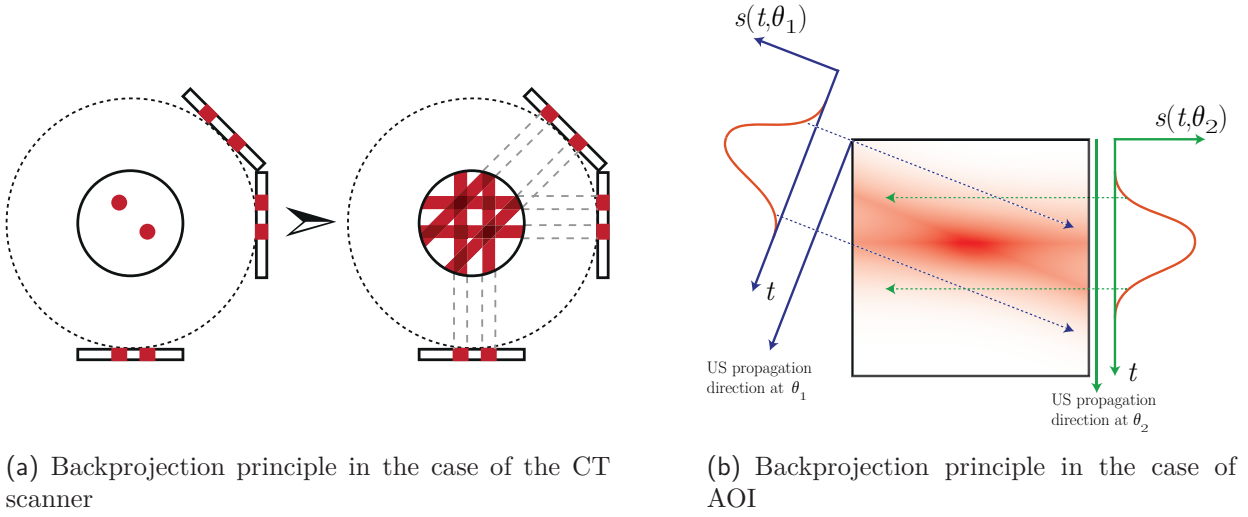 s(t,θ1)
s(t,θ2)
t
US propagation
direction at θ1
t
US propagation
direction at θ2
(a) Backprojection principle in the case of the CT
scanner
(b) Backprojection principle in the case of
AOI